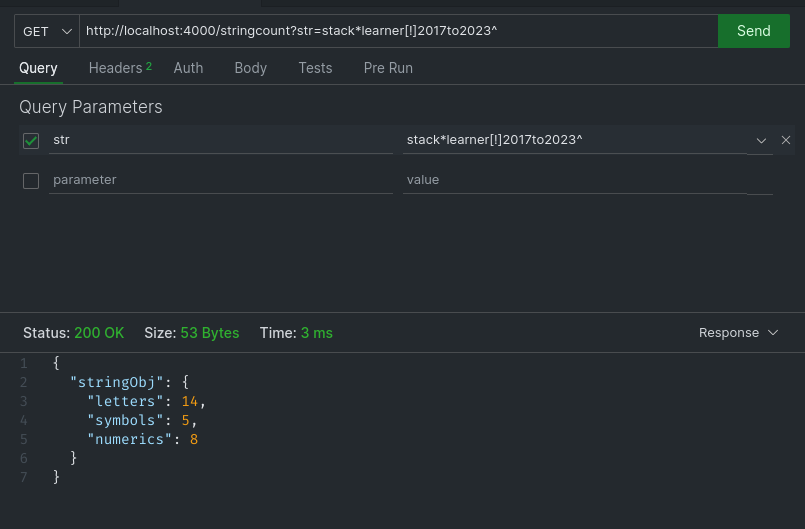 GET http://localhost:4000/stringcount?str=stack*learner[!]2017to2023^ Send
Query Headers 2 Auth Body Tests Pre Run
Query Parameters
str stack*learner[!]2017to2023^
parameter value
Status: 200 OK Size: 53 Bytes Time: 3 ms Response
1 {
2 "stringObj": {
3 "letters": 14,
4 "symbols": 5,
5 "numerics": 8
6 }
7 }